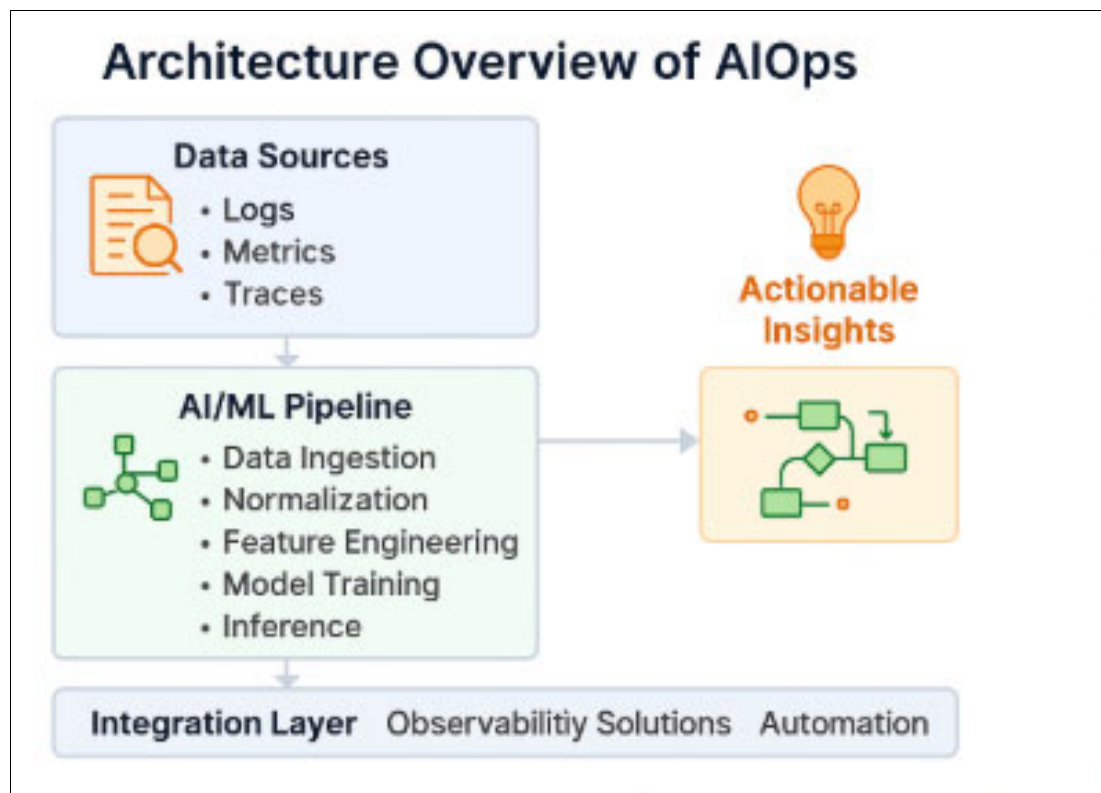 Architecture Overview of AIOps
Data Sources
• Logs
• Metrics
• Traces
Actionable
Insights
AI/ML Pipeline
• Data Ingestion
• Normalization
• Feature Engineering
• Model Training
• Inference
Integration Layer Observabilitiy Solutions Automation